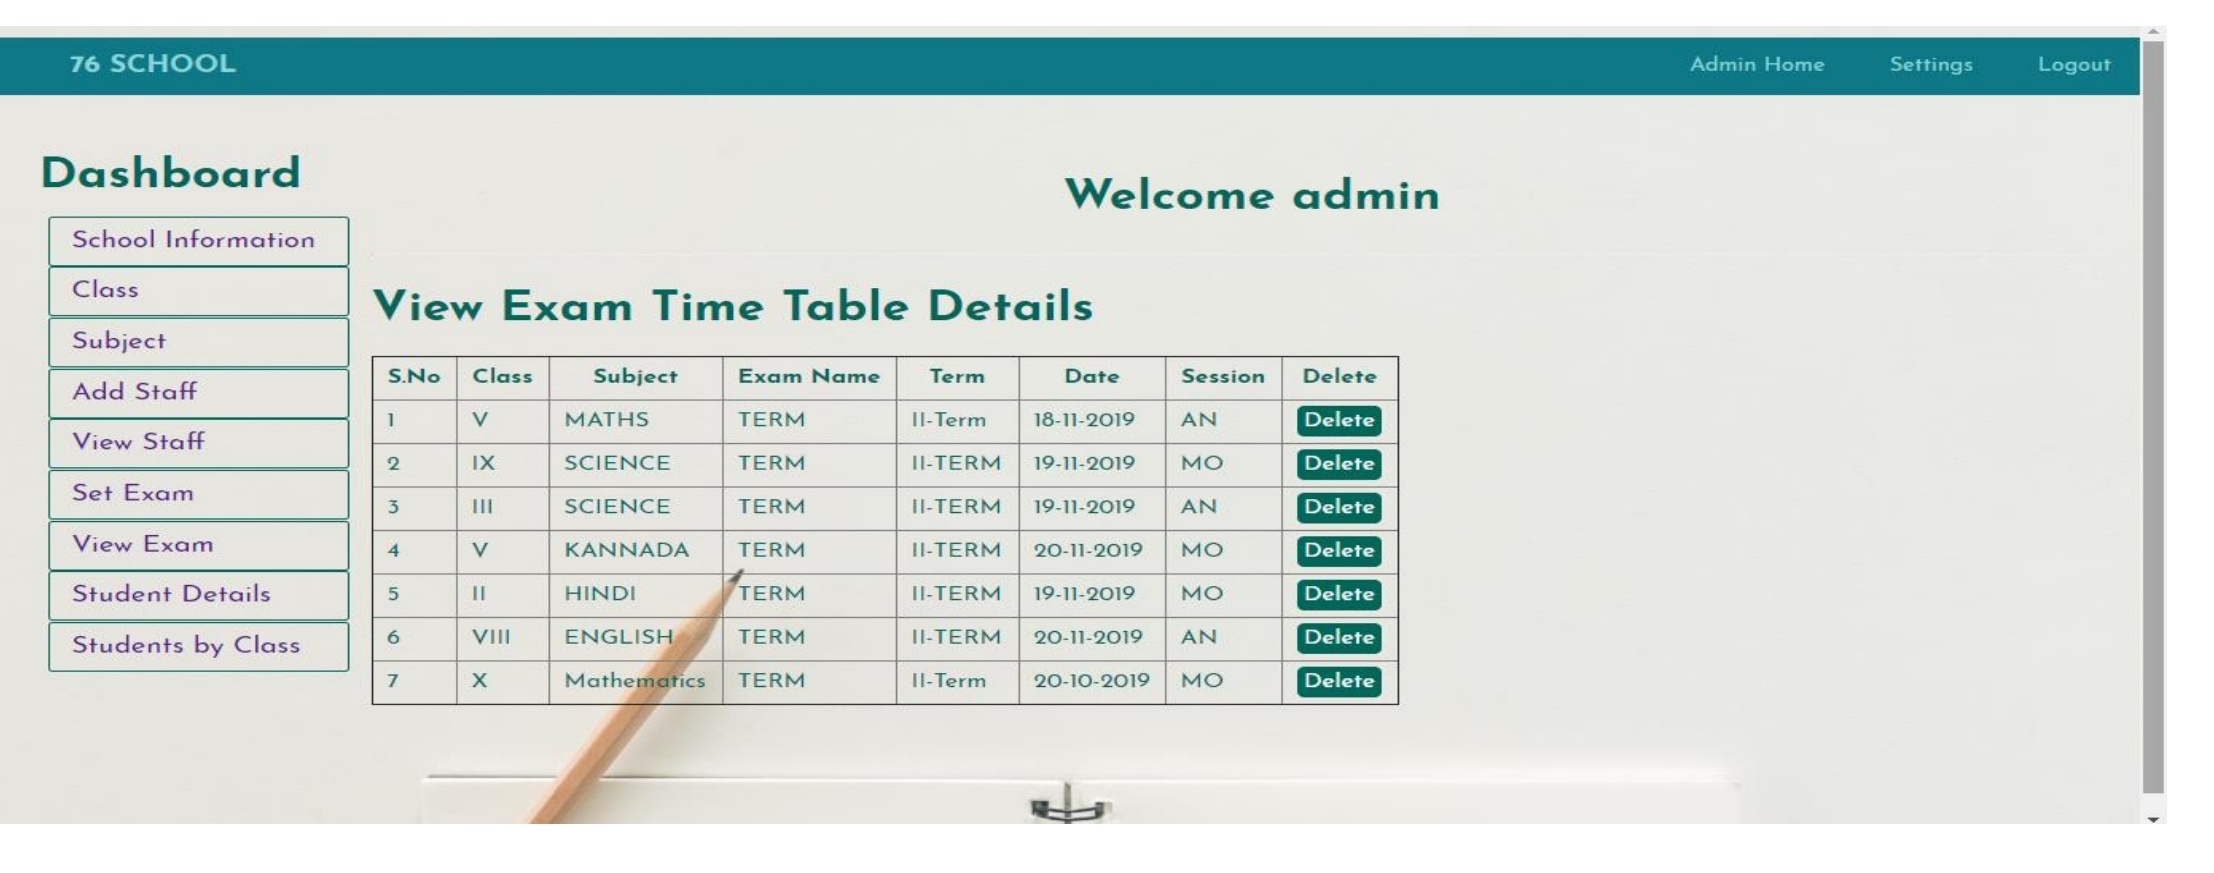 76 SCHOOL Admin Home Settings Logout
Dashboard
Welcome admin
School Information
Class
Subject
Add Staff
View Staff
Set Exam
View Exam
Student Details
Students by Class
View Exam Time Table Details
S.No Class Subject Exam Name Term Date Session Delete
1 V MATHS TERM II-Term 18-11-2019 AN Delete
2 IX SCIENCE TERM II-TERM 19-11-2019 MO Delete
3 III SCIENCE TERM II-TERM 19-11-2019 AN Delete
4 V KANNADA TERM II-TERM 20-11-2019 MO Delete
5 II HINDI TERM II-TERM 19-11-2019 MO Delete
6 VIII ENGLISH TERM II-TERM 20-11-2019 AN Delete
7 X Mathematics TERM II-Term 20-10-2019 MO Delete